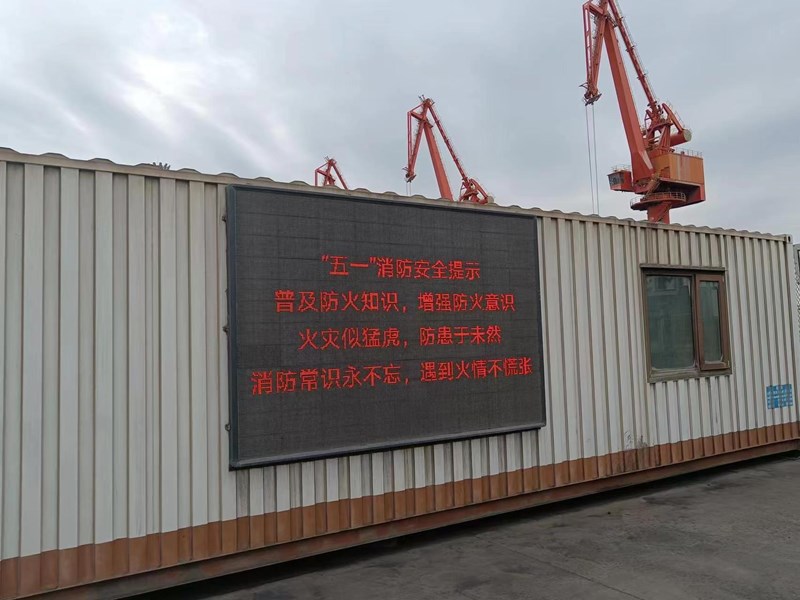 "五一"消防安全提示
普及防火知识，增强防火意识
火灾似猛虎，防患于未然
消防常识永不忘，遇到火情不慌张